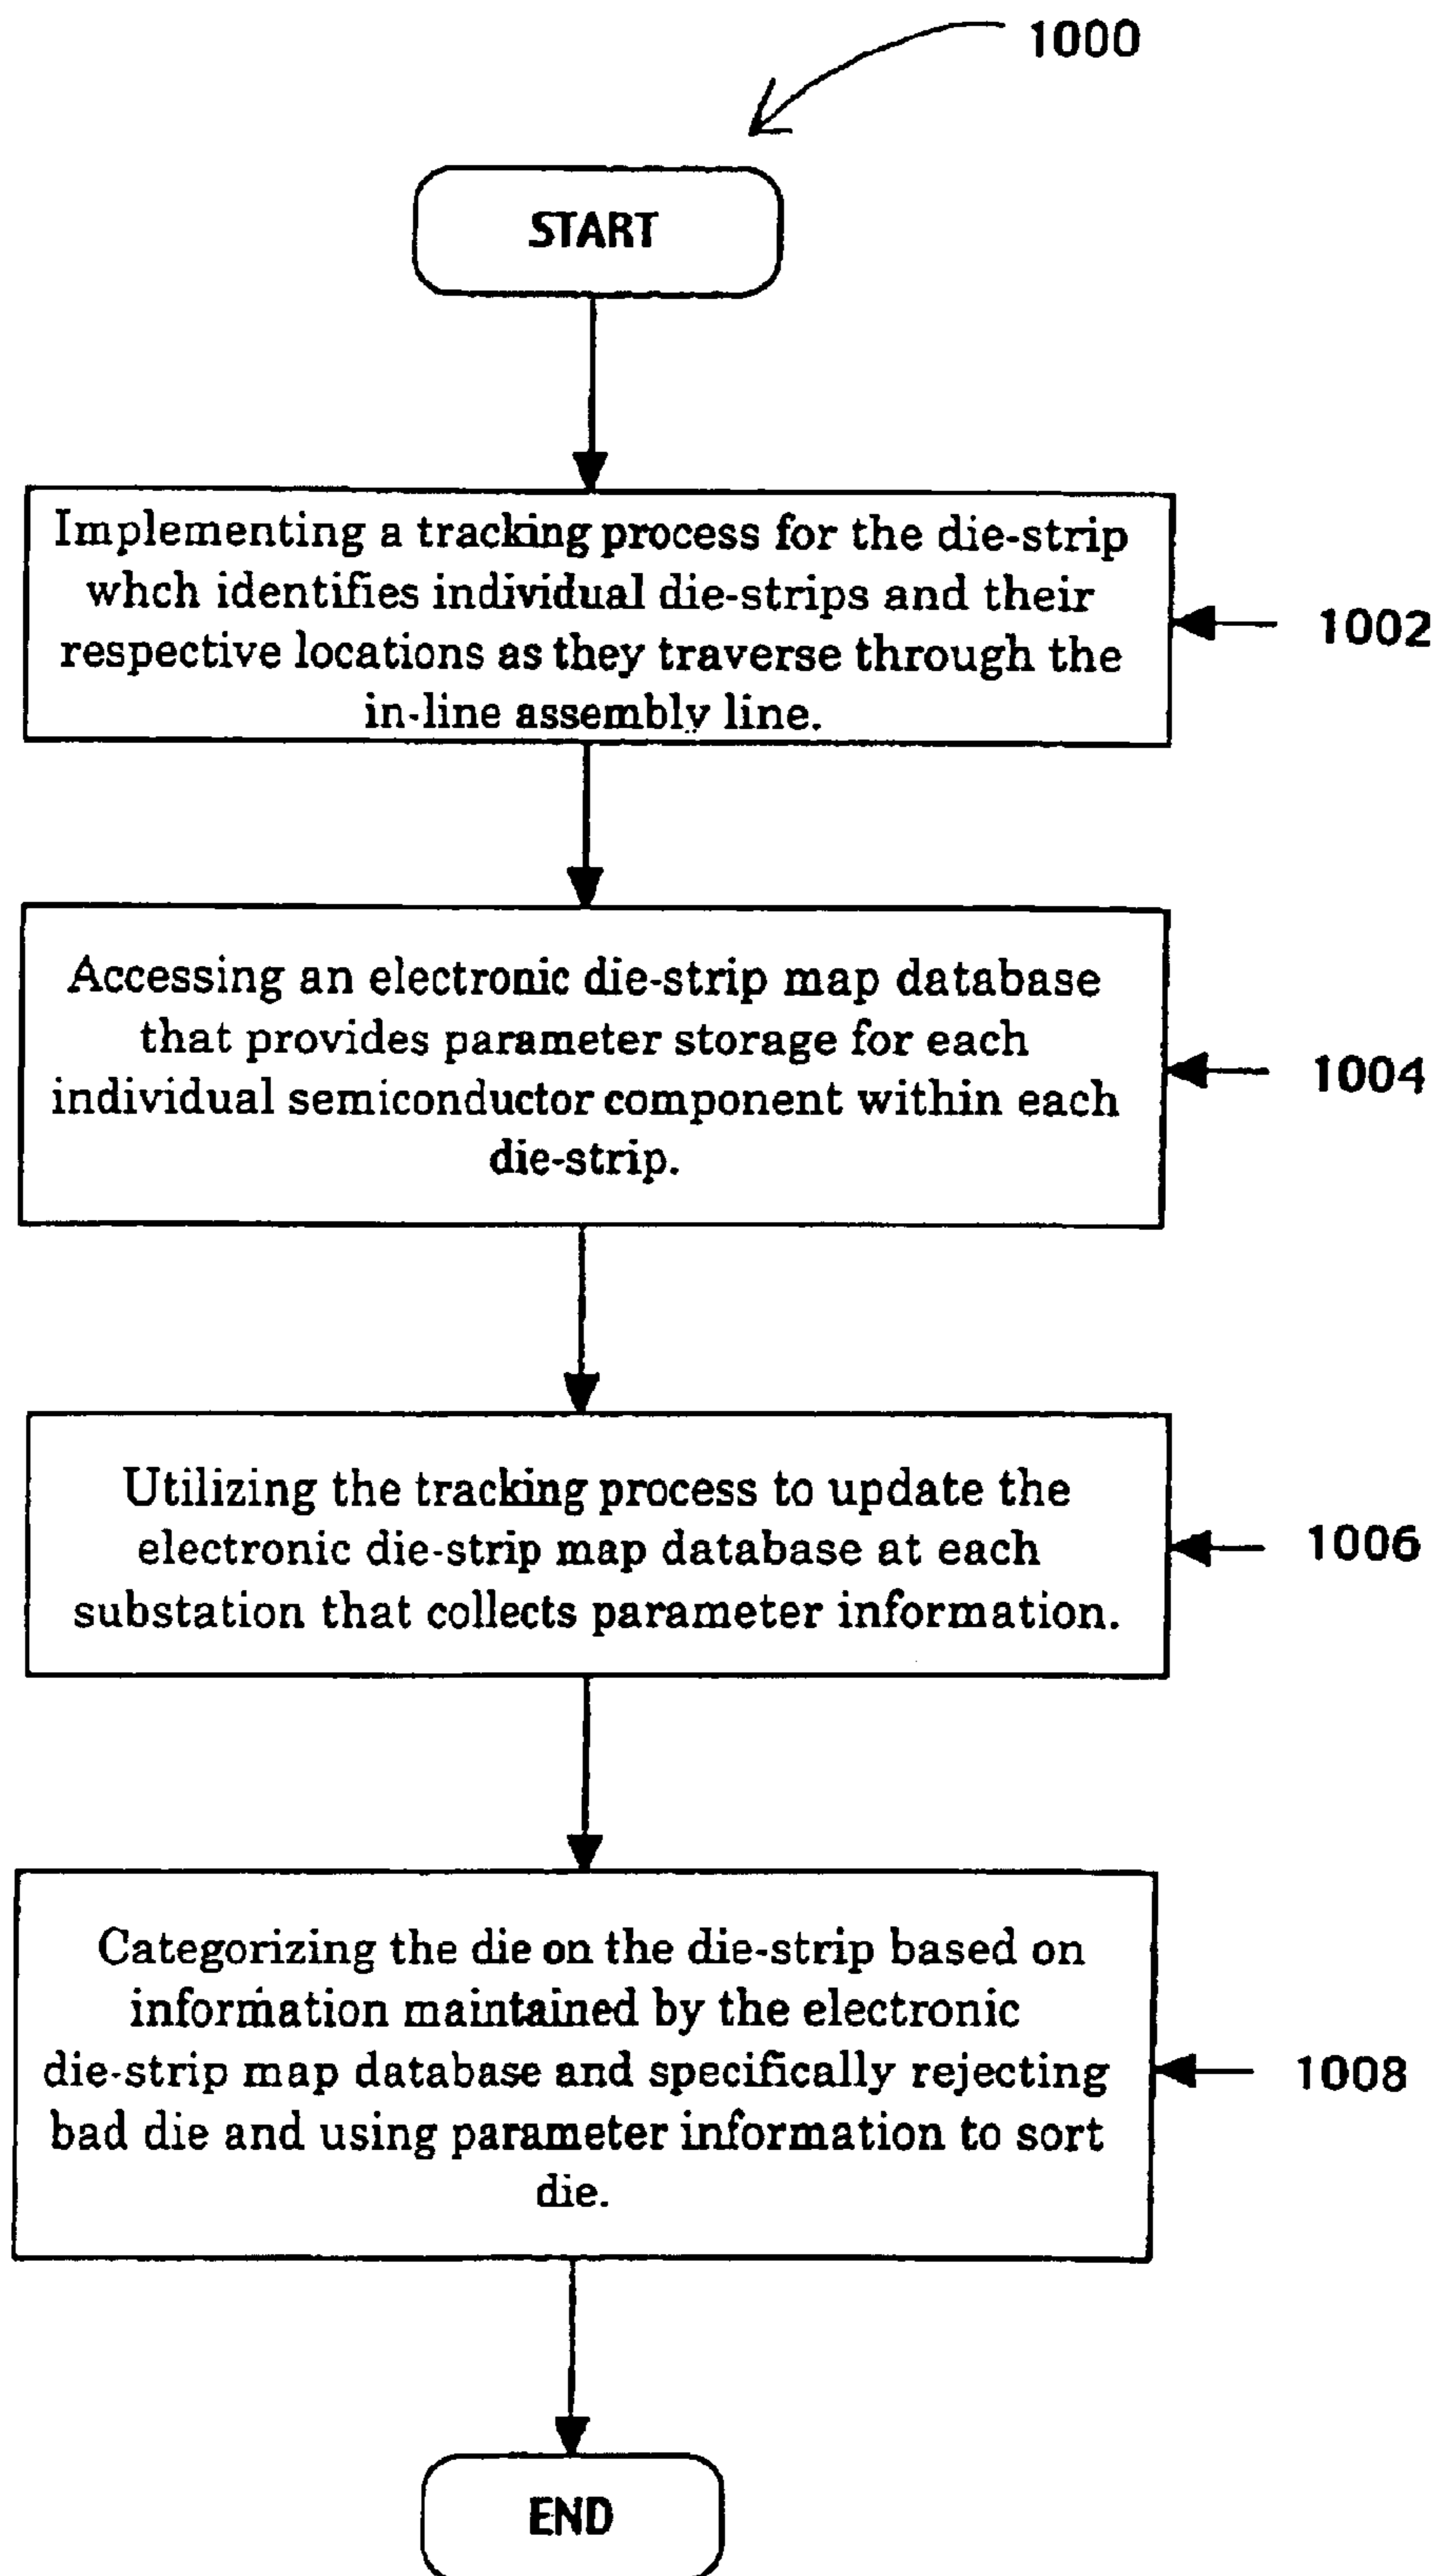 1000
START
Implementing a tracking process for the die-strip
whch identifies individual die-strips and their
respective locations as they traverse through the
in-line assembly line.
1002
Accessing an electronic die-strip map database
that provides parameter storage for each
individual semiconductor component within each
die-strip.
1004
Utilizing the tracking process to update the
electronic die-strip map database at each
substation that collects parameter information.
1006
Categorizing the die on the die-strip based on
information maintained by the electronic
die-strip map database and specifically rejecting
bad die and using parameter information to sort
die.
1008
END